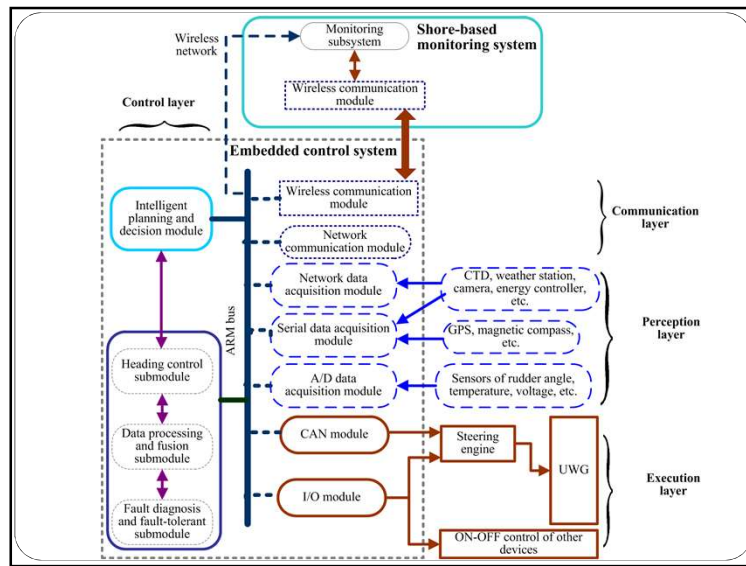 Wireless
network
Monitoring
subsystem
Shore-based
monitoring system
Wireless communication
module
Control layer
Embedded control system
Intelligent
planning and
decision module
Wireless communication
module
Communication
layer
Network
communication module
Network data
acquisition module
CTD, weather station,
camera, energy controller,
etc.
ARM bus
Serial data acquisition
module
GPS, magnetic compass,
etc.
Perception
layer
Heading control
submodule
A/D data
acquisition module
Sensors of rudder angle,
temperature, voltage, etc.
Data processing
and fusion
submodule
CAN module
Steering
engine
UWG
Execution
layer
Fault diagnosis
and fault-tolerant
submodule
I/O module
ON-OFF control of other
devices